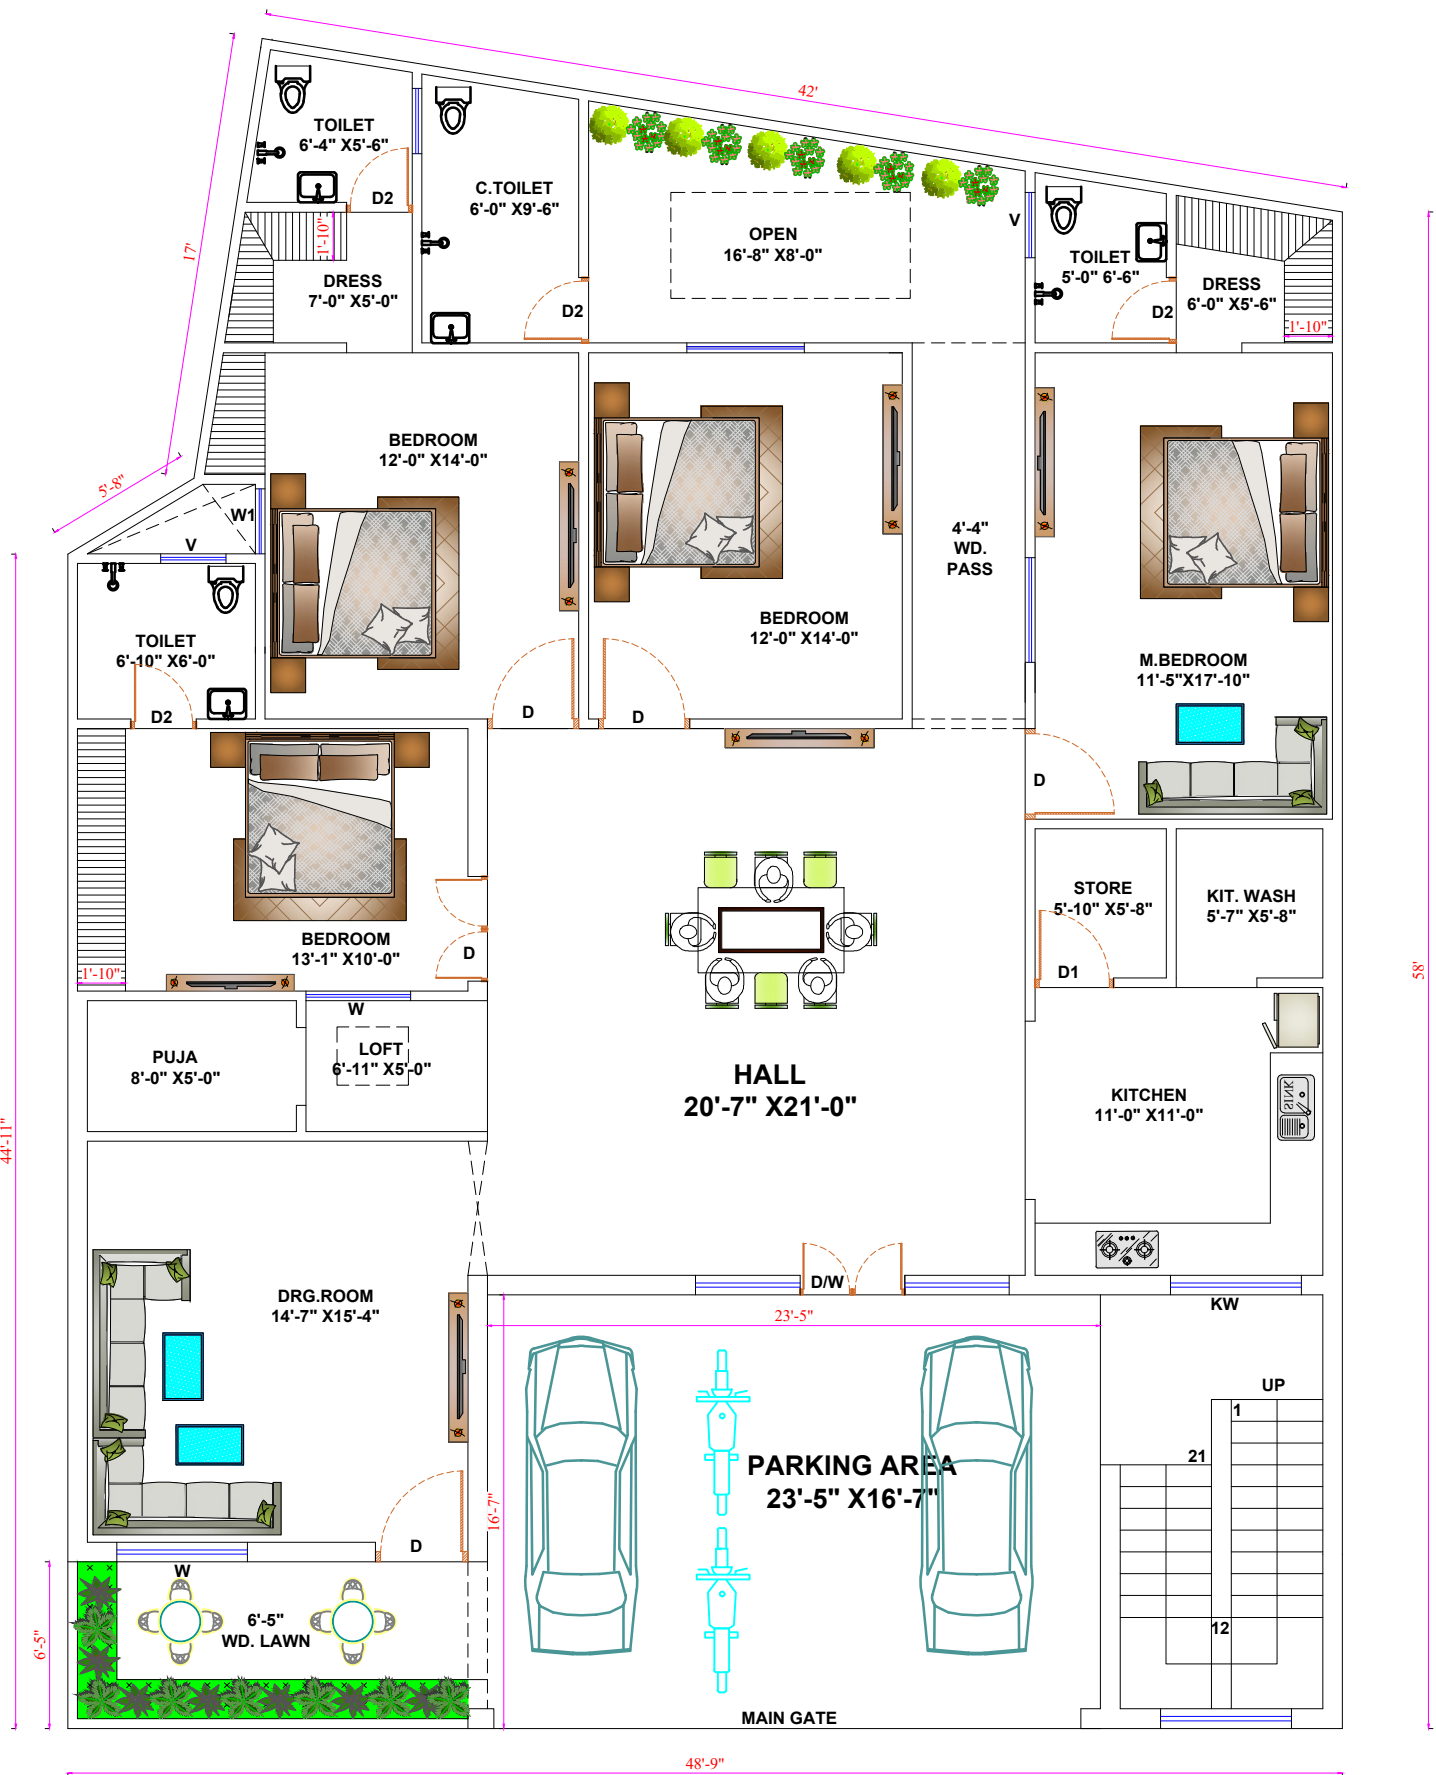 42'
17'
TOILET
6'-4" X5'-6"
D2
C.TOILET
6'-0" X9'-6"
D2
1'-10"
DRESS
7'-0" X5'-0"
OPEN
16'-8" X8'-0"
V
TOILET
5'-0" 6'-6"
D2
DRESS
6'-0" X5'-6"
1'-10"
5'-8"
W1
V
BEDROOM
12'-0" X14'-0"
D
BEDROOM
12'-0" X14'-0"
D
4'-4"
WD.
PASS
M.BEDROOM
11'-5"X17'-10"
D
TOILET
6'-10" X6'-0"
D2
BEDROOM
13'-1" X10'-0"
D
1'-10"
W
STORE
5'-10" X5'-8"
D1
KIT. WASH
5'-7" X5'-8"
58'
PUJA
8'-0" X5'-0"
LOFT
6'-11" X5'-0"
HALL
20'-7" X21'-0"
KITCHEN
11'-0" X11'-0"
SINK
44'-11"
DRG.ROOM
14'-7" X15'-4"
D
W
D/W
KW
23'-5"
16'-7"
PARKING AREA
23'-5" X16'-7"
UP
1
21
12
6'-5"
WD. LAWN
6'-5"
MAIN GATE
48'-9"